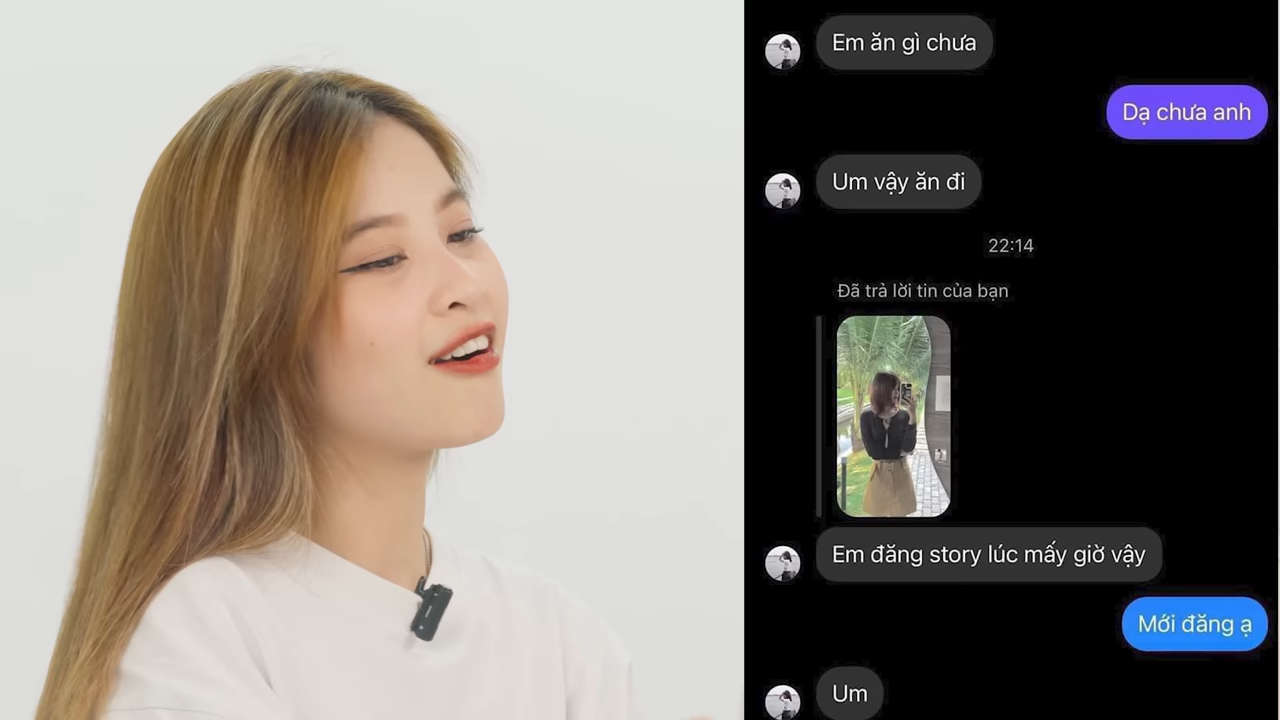 Em ăn gì chưa
Dạ chưa anh
Um vậy ăn đi
22:14
Đã trả lời tin của bạn
Em đăng story lúc mấy giờ vậy
Mới đăng ạ
Um